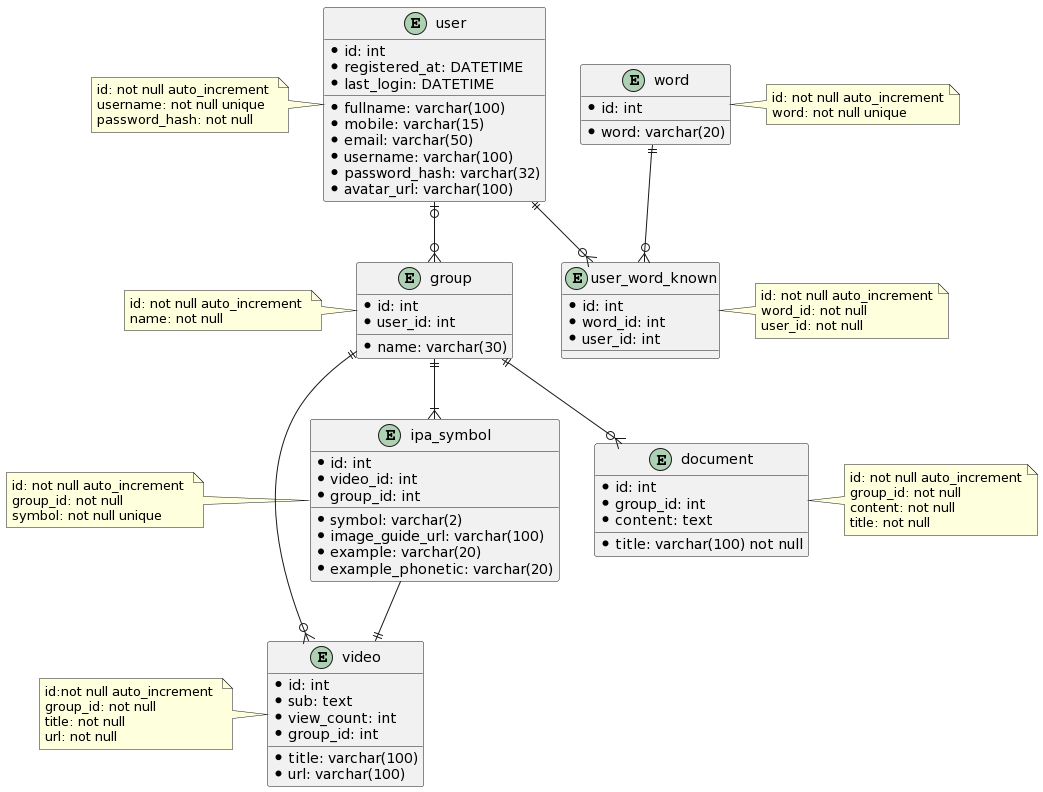 E user
* id: int
* registered_at: DATETIME
* last_login: DATETIME
* fullname: varchar(100)
* mobile: varchar(15)
* email: varchar(50)
* username: varchar(100)
* password_hash: varchar(32)
* avatar_url: varchar(100)
id: not null auto_increment
username: not null unique
password_hash: not null
E word
* id: int
* word: varchar(20)
id: not null auto_increment
word: not null unique
E group
* id: int
* user_id: int
* name: varchar(30)
id: not null auto_increment
name: not null
E user_word_known
* id: int
* word_id: int
* user_id: int
id: not null auto_increment
word_id: not null
user_id: not null
E ipa_symbol
* id: int
* video_id: int
* group_id: int
* symbol: varchar(2)
* image_guide_url: varchar(100)
* example: varchar(20)
* example_phonetic: varchar(20)
id: not null auto_increment
group_id: not null
symbol: not null unique
E document
* id: int
* group_id: int
* content: text
* title: varchar(100) not null
id: not null auto_increment
group_id: not null
content: not null
title: not null
E video
* id: int
* sub: text
* view_count: int
* group_id: int
* title: varchar(100)
* url: varchar(100)
id:not null auto_increment
group_id: not null
title: not null
url: not null